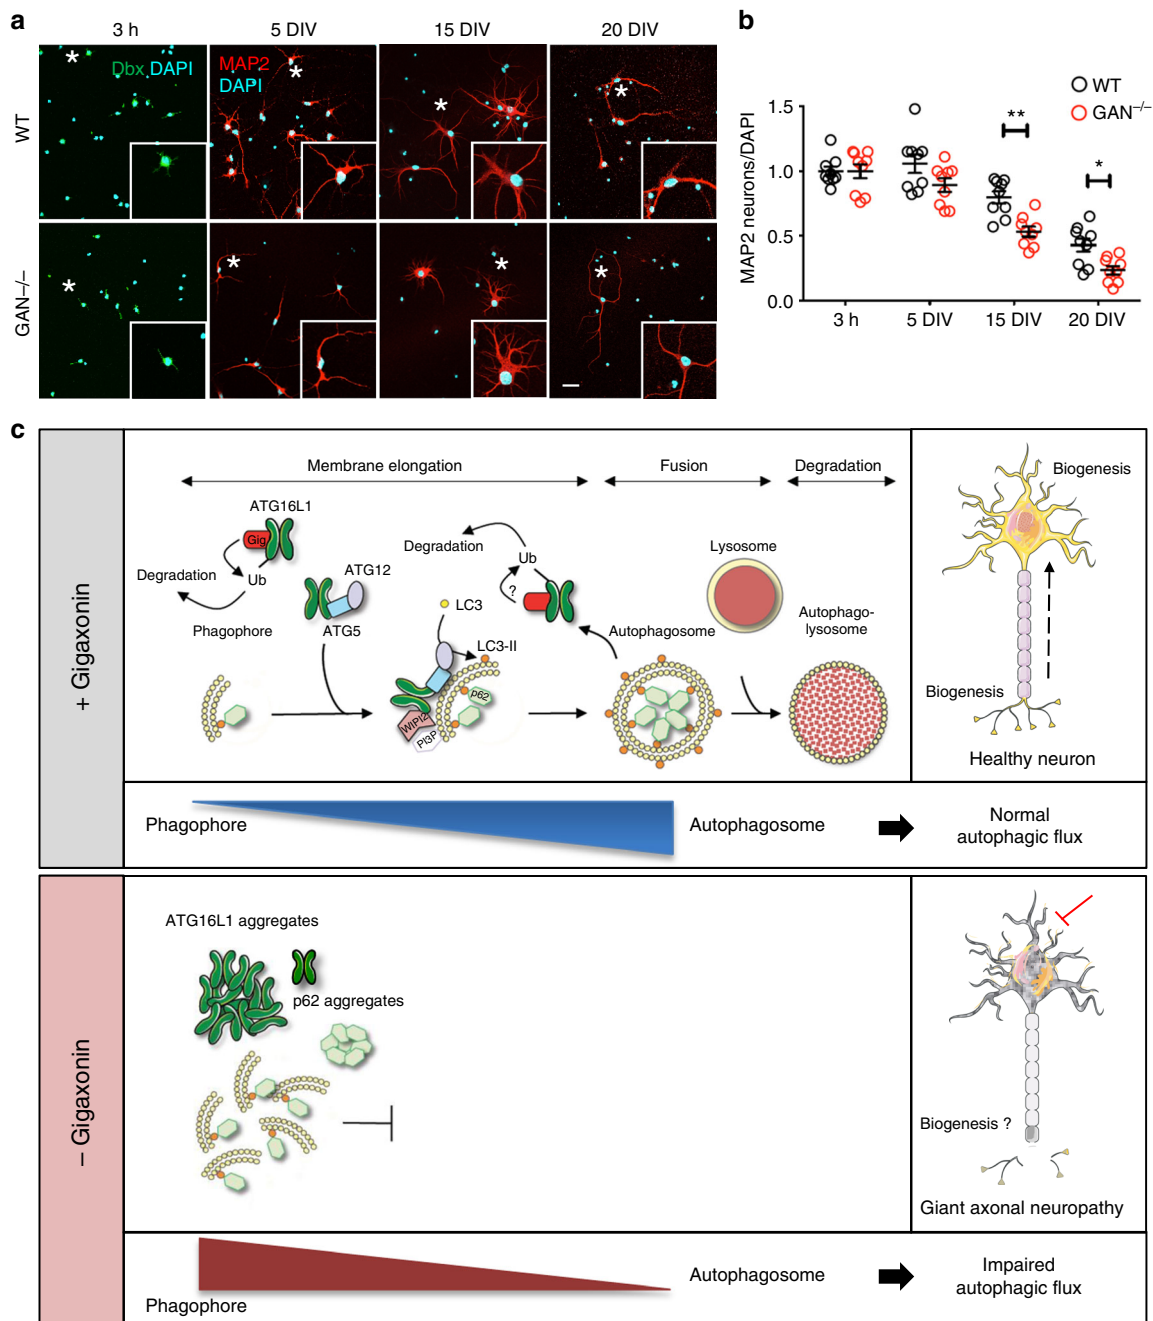 a
3 h
5 DIV
15 DIV
20 DIV
WT
Dbx DAPI
MAP2
DAPI
*
*
*
*
GAN–/–
*
*
*
*
b
WT
GAN–/–
MAP2 neurons/DAPI
1.5
1.0
0.5
0.0
**
*
3 h
5 DIV
15 DIV
20 DIV
c
+ Gigaxonin
Membrane elongation
Fusion
Degradation
ATG16L1
Gig
Ub
Degradation
Phagophore
ATG12
ATG5
Degradation
Ub
?
LC3
LC3-II
p62
WIPI2
PI3P
Lysosome
Autophagosome
Autophago-
lysosome
Biogenesis
Biogenesis
Healthy neuron
Phagophore
Autophagosome
Normal
autophagic flux
– Gigaxonin
ATG16L1 aggregates
p62 aggregates
Biogenesis ?
Giant axonal neuropathy
Phagophore
Autophagosome
Impaired
autophagic flux